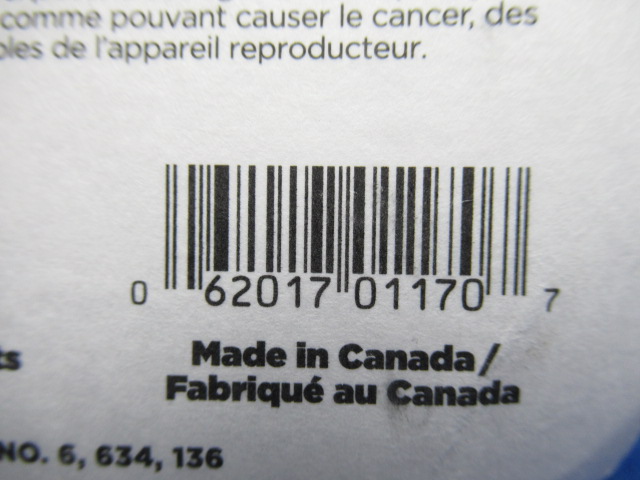 comme pouvant causer le cancer, des
de l'appareil reproducteur.
0 62017 01170 7
Made in Canada/
Fabriqué au Canada
NO. 6, 634, 136